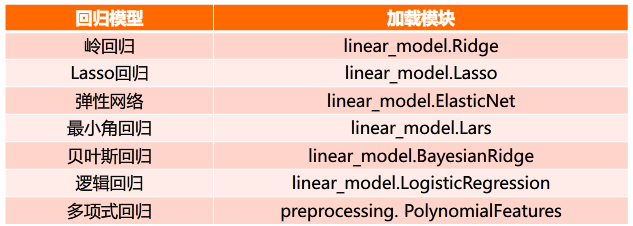 回归模型 加载模块
岭回归 linear_model.Ridge
Lasso回归 linear_model.Lasso
弹性网络 linear_model.ElasticNet
最小角回归 linear_model.Lars
贝叶斯回归 linear_model.BayesianRidge
逻辑回归 linear_model.LogisticRegression
多项式回归 preprocessing. PolynomialFeatures